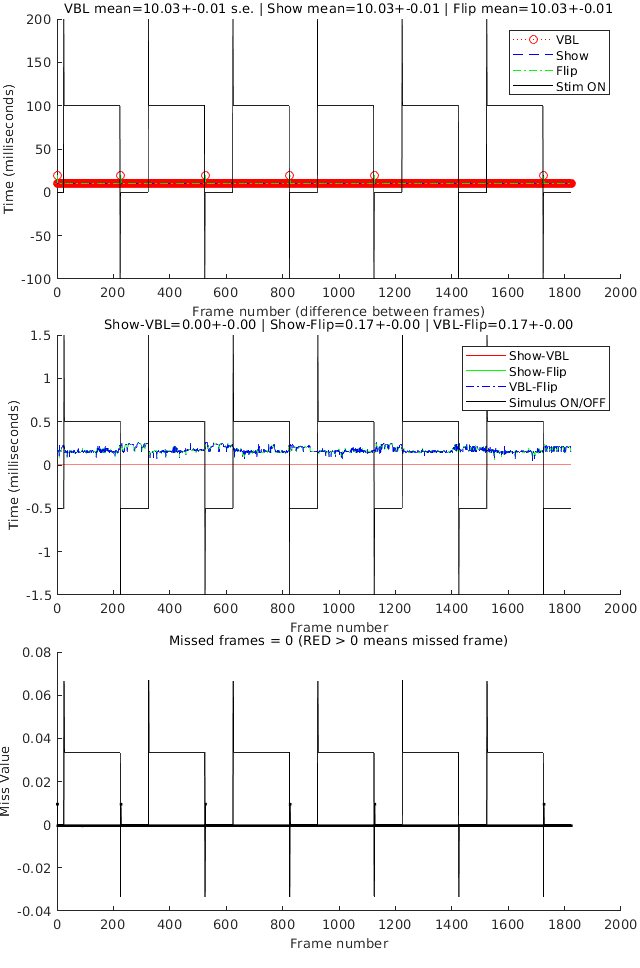 VBL mean=10.03+-0.01 s.e. | Show mean=10.03+-0.01 | Flip mean=10.03+-0.01
200
150
100
50
0
-50
-100
Time (milliseconds)
VBL
Show
Flip
Stim ON
0 200 400 600 800 1000 1200 1400 1600 1800 2000
Frame number (difference between frames)
Show-VBL=0.00+-0.00 | Show-Flip=0.17+-0.00 | VBL-Flip=0.17+-0.00
1.5
1
0.5
0
-0.5
-1
-1.5
Time (milliseconds)
Show-VBL
Show-Flip
VBL-Flip
Simulus ON/OFF
0 200 400 600 800 1000 1200 1400 1600 1800 2000
Frame number
Missed frames = 0 (RED > 0 means missed frame)
0.08
0.06
0.04
0.02
0
-0.02
-0.04
Miss Value
0 200 400 600 800 1000 1200 1400 1600 1800 2000
Frame number